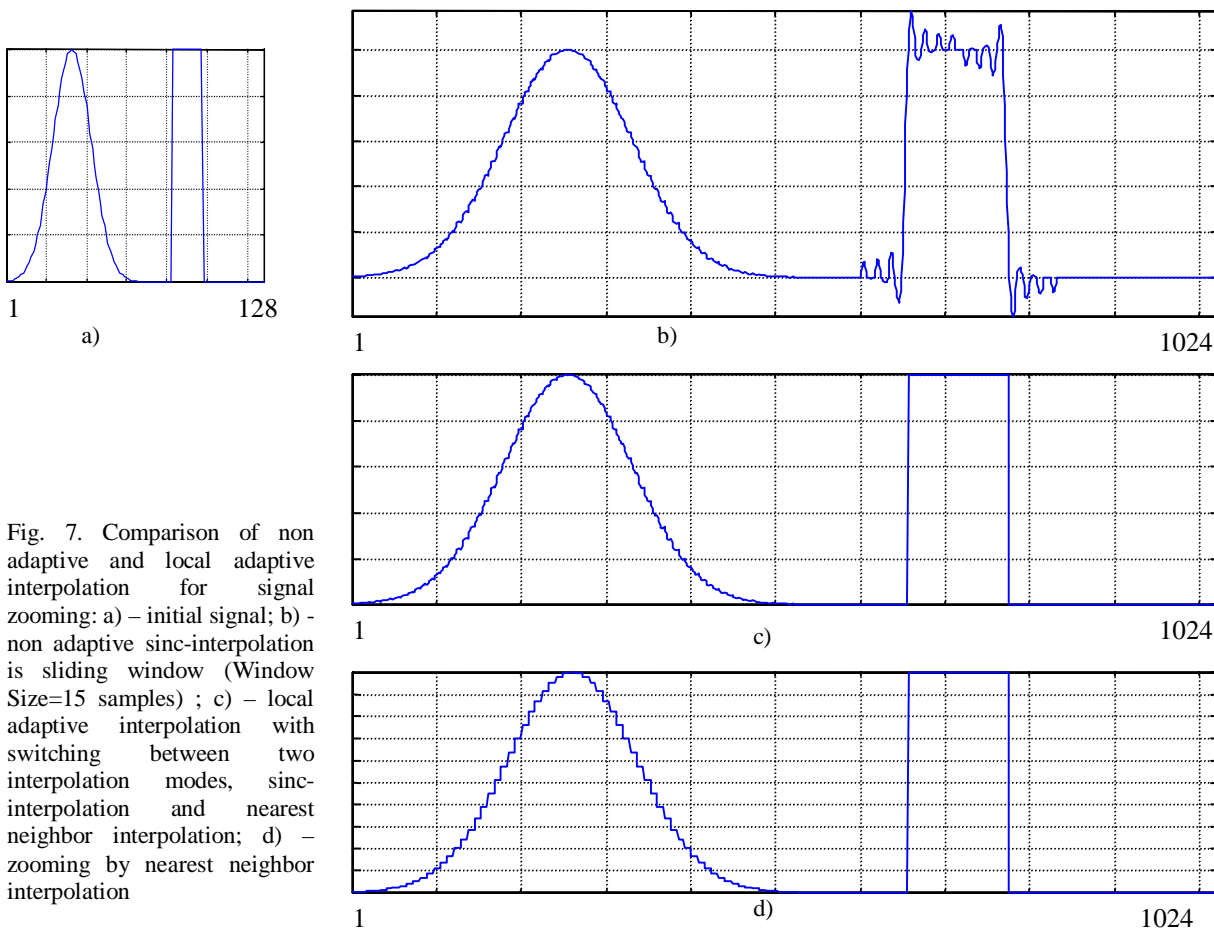 1 128
a)
1 b) 1024
1 c) 1024
1 d) 1024
Fig. 7. Comparison of non
adaptive and local adaptive
interpolation for signal
zooming: a) – initial signal; b) -
non adaptive sinc-interpolation
is sliding window (Window
Size=15 samples) ; c) – local
adaptive interpolation with
switching between two
interpolation modes, sinc-
interpolation and nearest
neighbor interpolation; d) –
zooming by nearest neighbor
interpolation